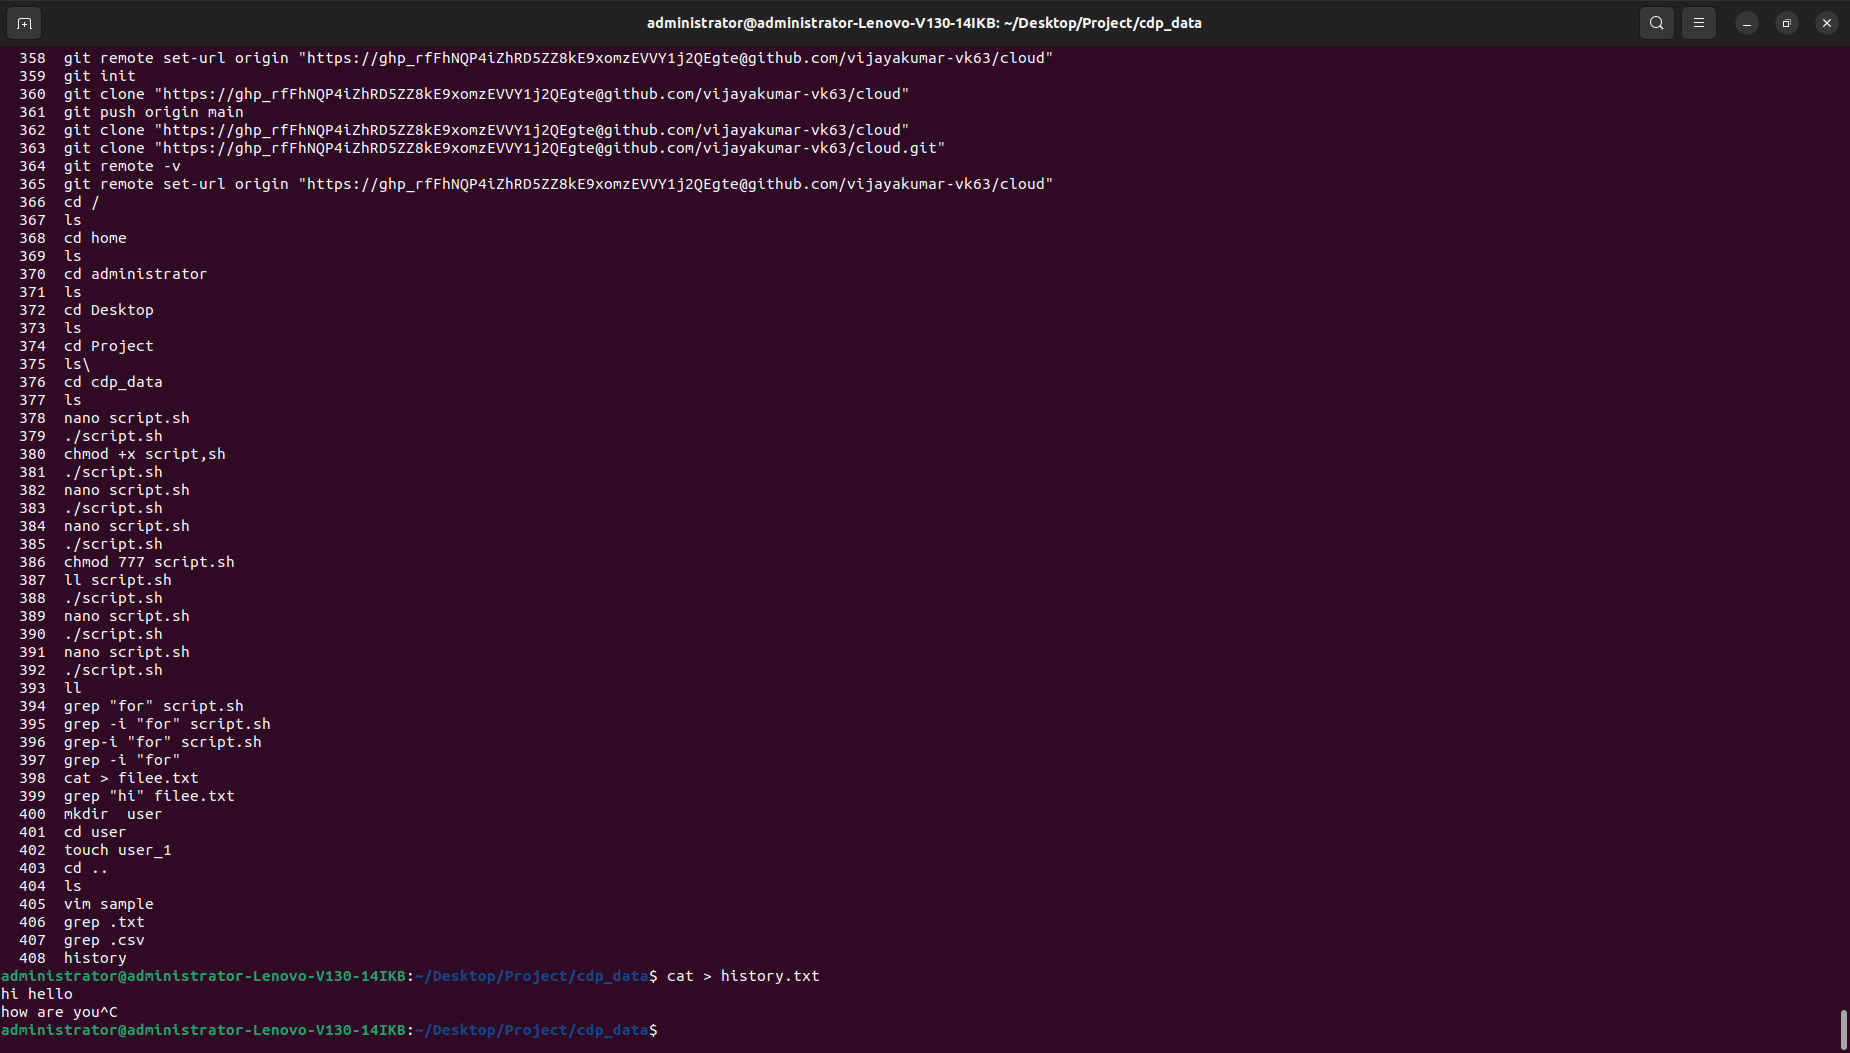 administrator@administrator-Lenovo-V130-14IKB: ~/Desktop/Project/cdp_data
358 git remote set-url origin "https://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@github.com/vijayakumar-vk63/cloud"
359 git init
360 git clone "https://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@github.com/vijayakumar-vk63/cloud"
361 git push origin main
362 git clone "https://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@github.com/vijayakumar-vk63/cloud"
363 git clone "https://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@github.com/vijayakumar-vk63/cloud.git"
364 git remote -v
365 git remote set-url origin "https://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@github.com/vijayakumar-vk63/cloud"
366 cd /
367 ls
368 cd home
369 ls
370 cd administrator
371 ls
372 cd Desktop
373 ls
374 cd Project
375 ls\
376 cd cdp_data
377 ls
378 nano script.sh
379 ./script.sh
380 chmod +x script,sh
381 ./script.sh
382 nano script.sh
383 ./script.sh
384 nano script.sh
385 ./script.sh
386 chmod 777 script.sh
387 ll script.sh
388 ./script.sh
389 nano script.sh
390 ./script.sh
391 nano script.sh
392 ./script.sh
393 ll
394 grep "for" script.sh
395 grep -i "for" script.sh
396 grep-i "for" script.sh
397 grep -i "for"
398 cat > filee.txt
399 grep "hi" filee.txt
400 mkdir  user
401 cd user
402 touch user_1
403 cd ..
404 ls
405 vim sample
406 grep .txt
407 grep .csv
408 history
administrator@administrator-Lenovo-V130-14IKB:~/Desktop/Project/cdp_data$ cat > history.txt
hi hello
how are you^C
administrator@administrator-Lenovo-V130-14IKB:~/Desktop/Project/cdp_data$